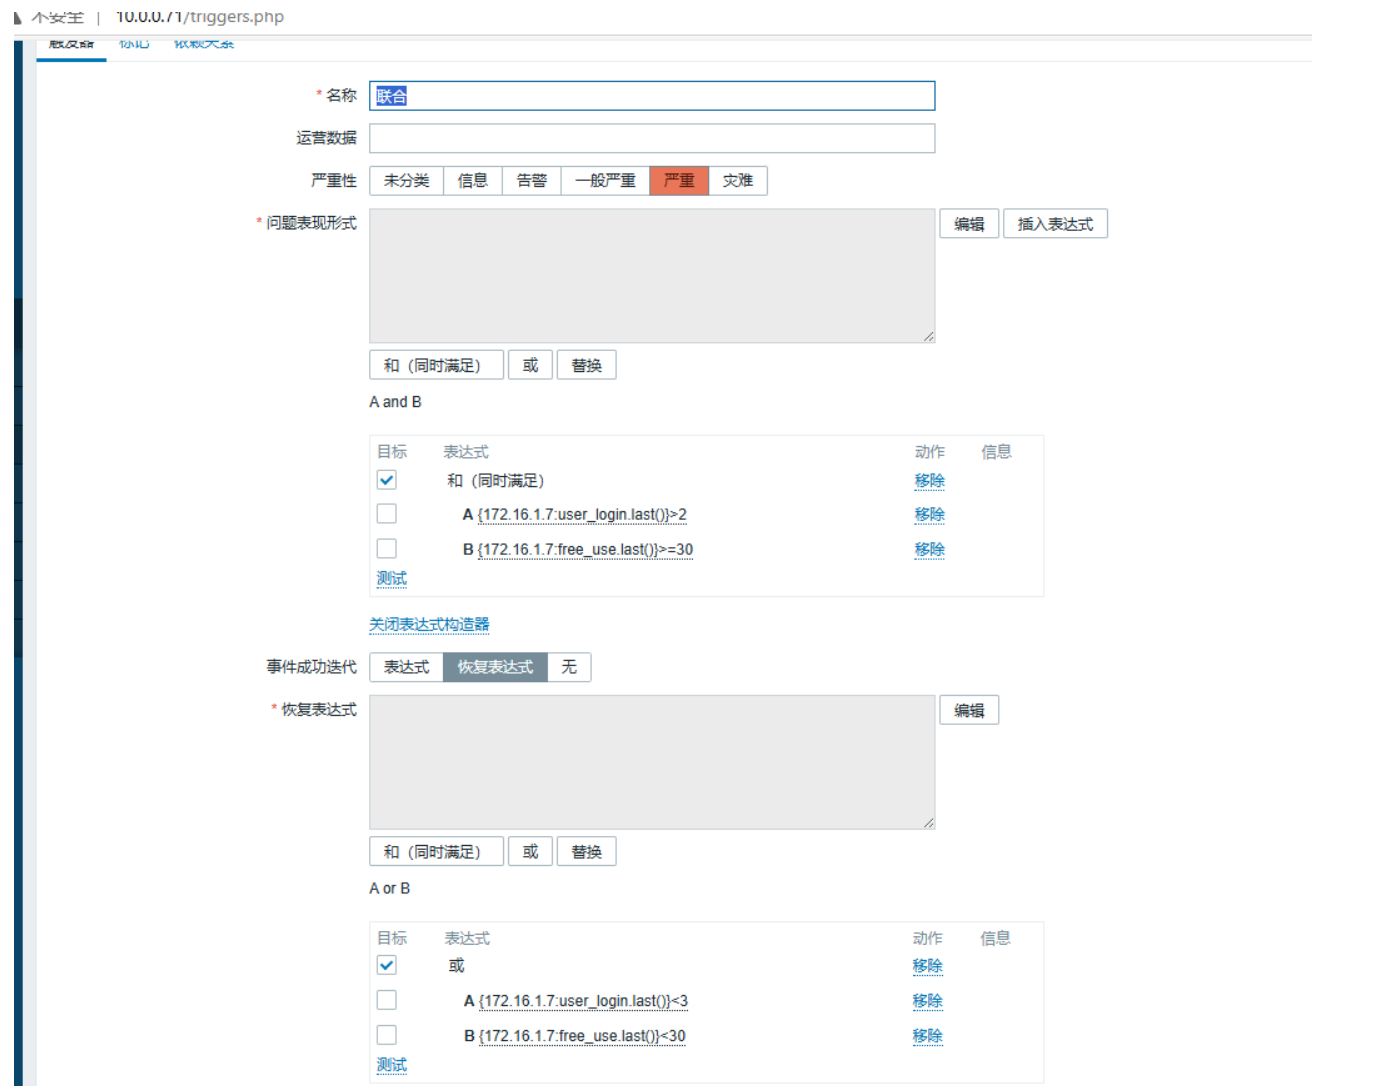 不安全 | 10.0.0.71/triggers.php
触发器 标记 依赖关系
* 名称 联合
运营数据
严重性 未分类 信息 告警 一般严重 严重 灾难
* 问题表现形式 编辑 插入表达式
和（同时满足） 或 替换
A and B
目标 表达式 动作 信息
和（同时满足） 移除
A {172.16.1.7:user_login.last()}>2 移除
B {172.16.1.7:free_use.last()}>=30 移除
测试
关闭表达式构造器
事件成功迭代 表达式 恢复表达式 无
* 恢复表达式 编辑
和（同时满足） 或 替换
A or B
目标 表达式 动作 信息
或 移除
A {172.16.1.7:user_login.last()}<3 移除
B {172.16.1.7:free_use.last()}<30 移除
测试